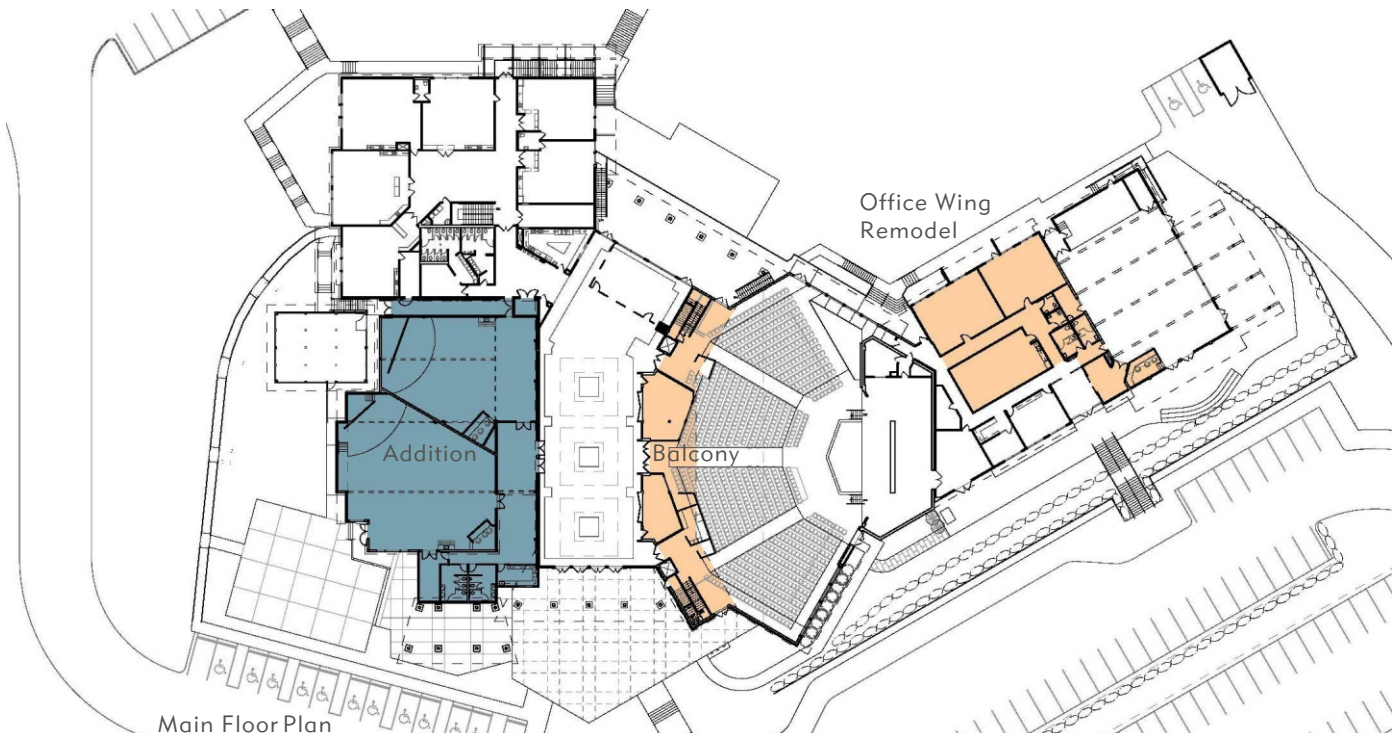 Office Wing
Remodel
Addition
Balcony
Main Floor Plan